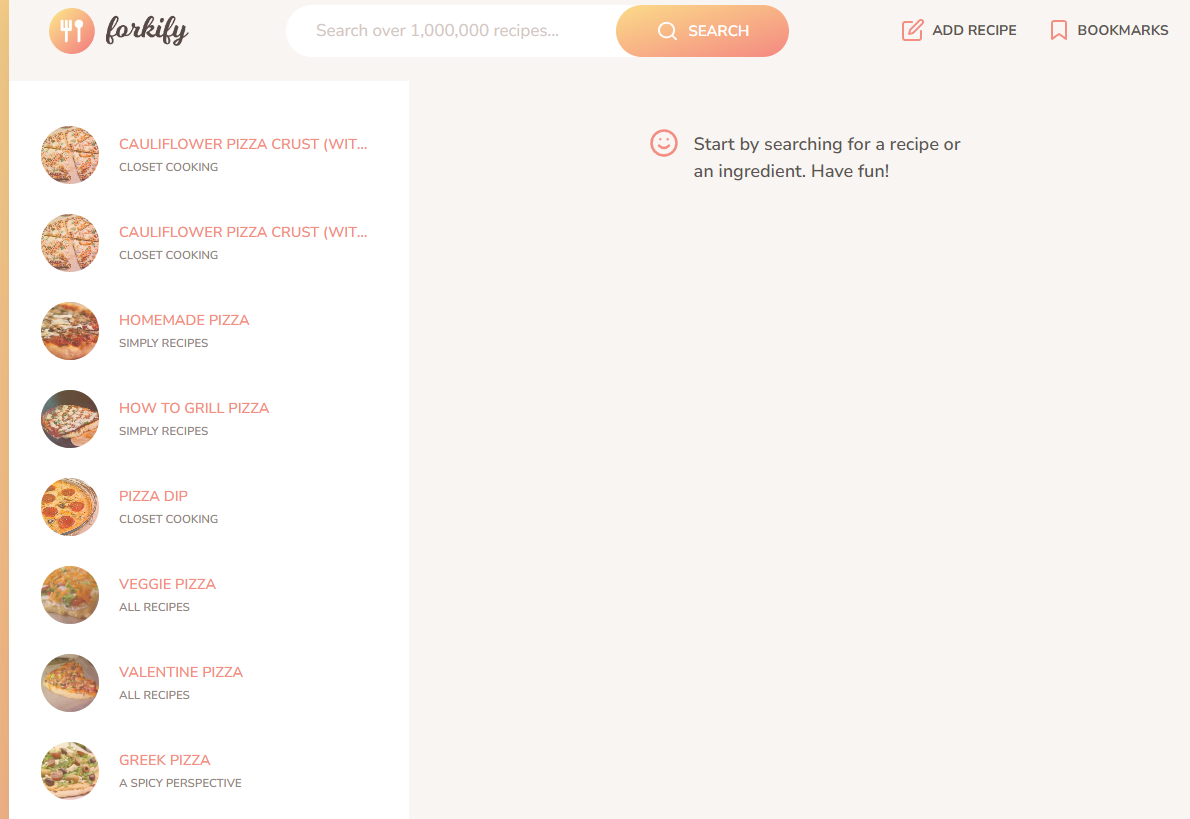 forkify
Search over 1,000,000 recipes...
SEARCH
ADD RECIPE
BOOKMARKS
CAULIFLOWER PIZZA CRUST (WIT...
CLOSET COOKING
CAULIFLOWER PIZZA CRUST (WIT...
CLOSET COOKING
HOMEMADE PIZZA
SIMPLY RECIPES
HOW TO GRILL PIZZA
SIMPLY RECIPES
PIZZA DIP
CLOSET COOKING
VEGGIE PIZZA
ALL RECIPES
VALENTINE PIZZA
ALL RECIPES
GREEK PIZZA
A SPICY PERSPECTIVE
Start by searching for a recipe or
an ingredient. Have fun!